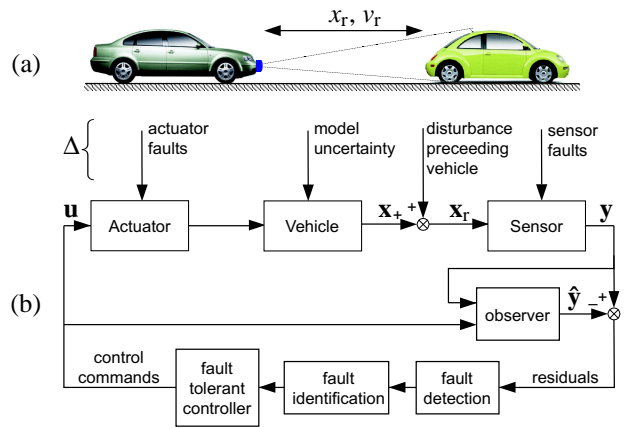 (a)
x_r, v_r
Δ
actuator
faults
model
uncertainty
disturbance
preceeding
vehicle
sensor
faults
u
Actuator
Vehicle
x
+ +
x_r
Sensor
y
(b)
observer
ŷ
− +
control
commands
fault
tolerant
controller
fault
identification
fault
detection
residuals